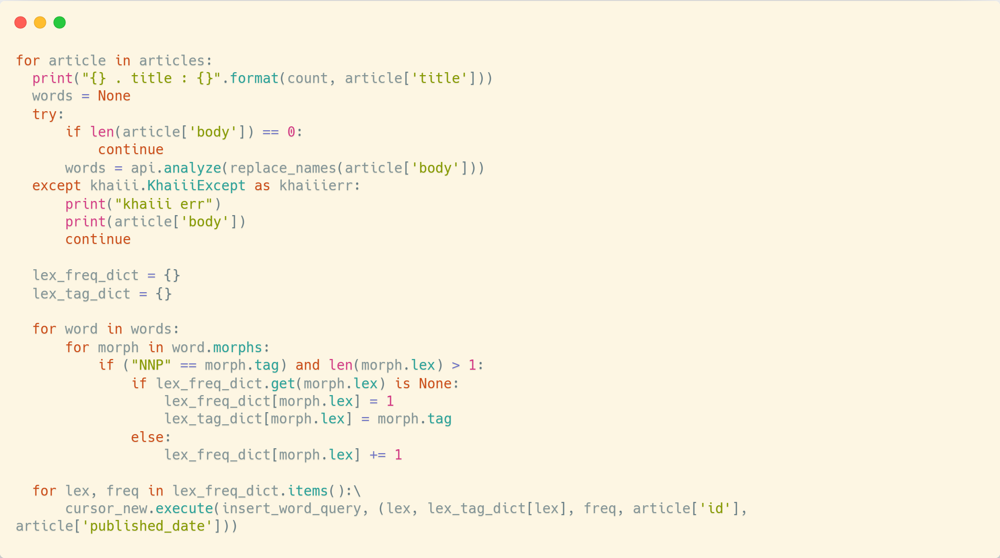 for article in articles:
  print("{} . title : {}".format(count, article['title']))
  words = None
  try:
      if len(article['body']) == 0:
          continue
      words = api.analyze(replace_names(article['body']))
  except khaiii.KhaiiiExcept as khaiiierr:
      print("khaiii err")
      print(article['body'])
      continue

  lex_freq_dict = {}
  lex_tag_dict = {}

  for word in words:
      for morph in word.morphs:
          if ("NNP" == morph.tag) and len(morph.lex) > 1:
              if lex_freq_dict.get(morph.lex) is None:
                  lex_freq_dict[morph.lex] = 1
                  lex_tag_dict[morph.lex] = morph.tag
              else:
                  lex_freq_dict[morph.lex] += 1

  for lex, freq in lex_freq_dict.items():\
      cursor_new.execute(insert_word_query, (lex, lex_tag_dict[lex], freq, article['id'],
article['published_date']))